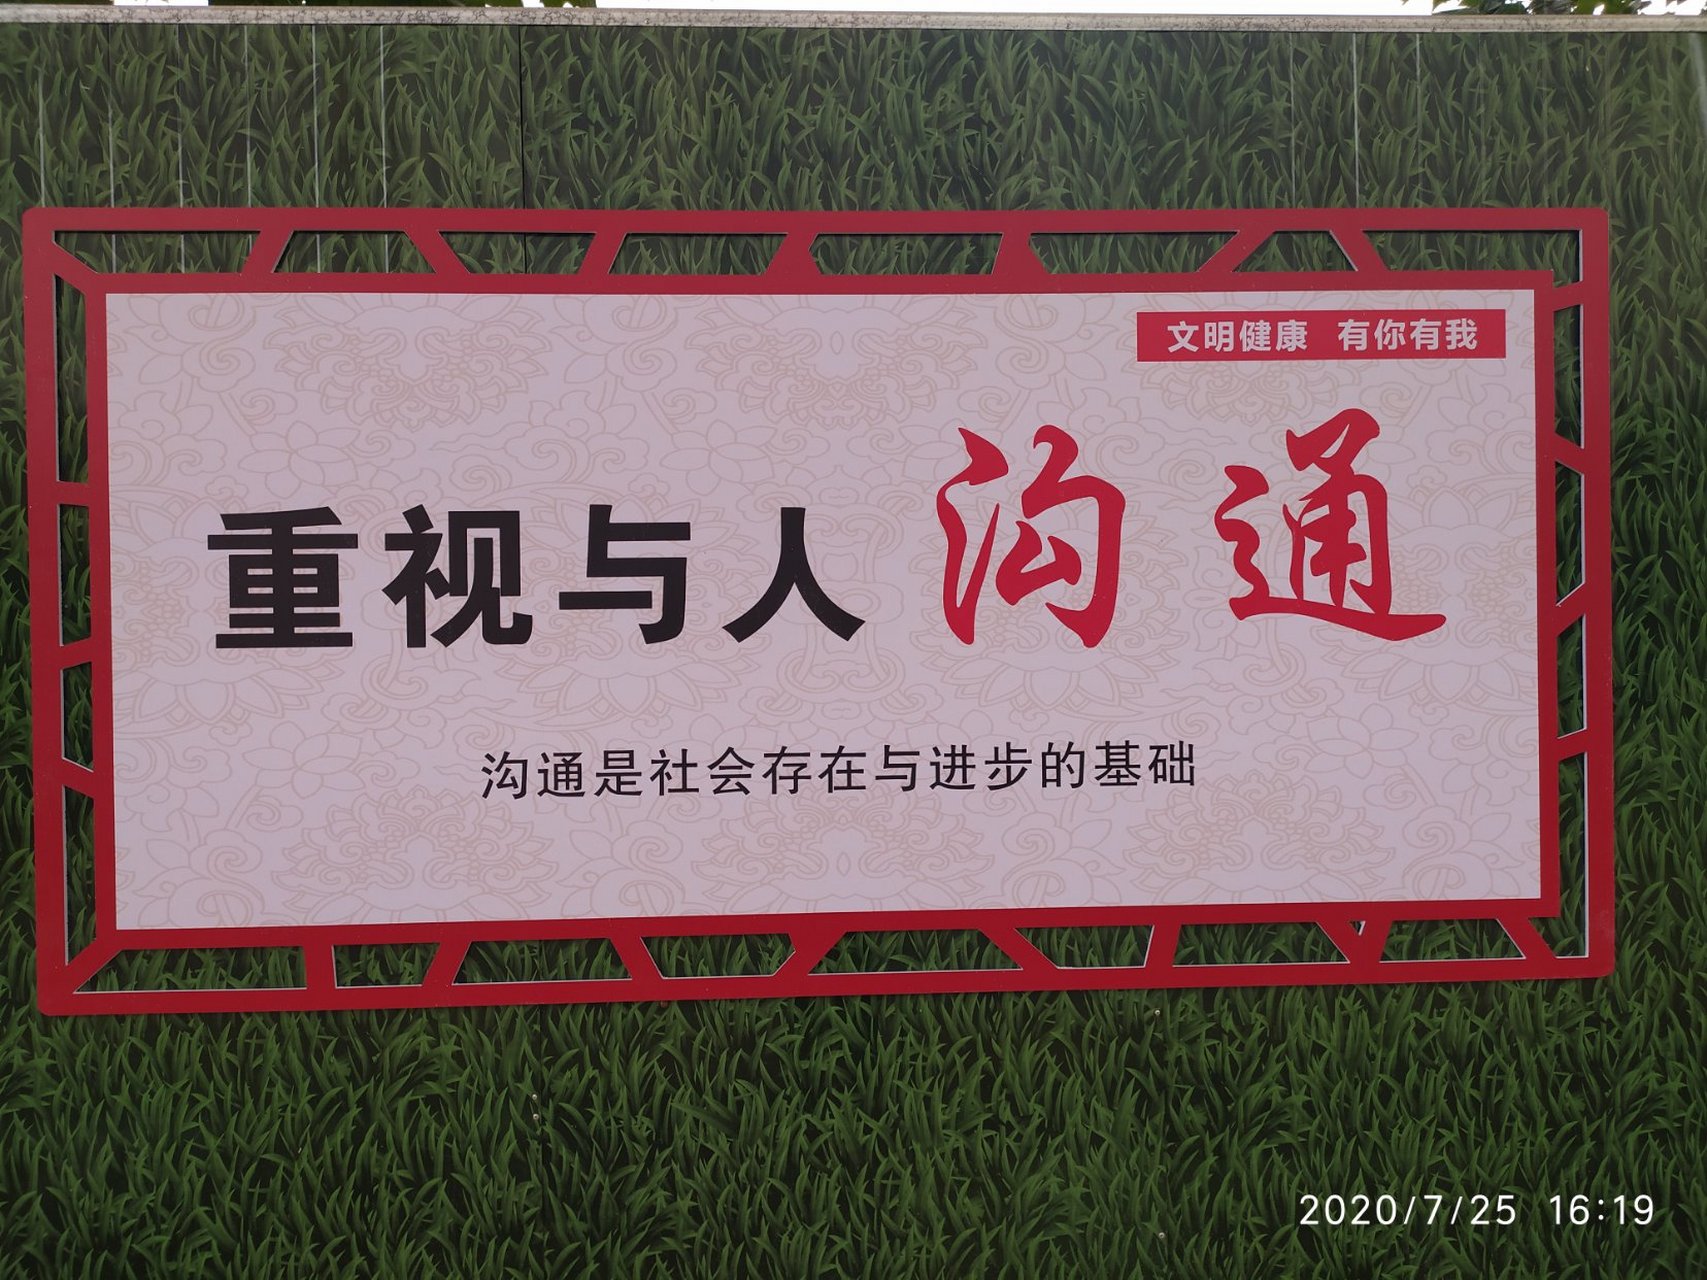 文明健康 有你有我
重视与人沟通
沟通是社会存在与进步的基础
2020/7/25 16:19